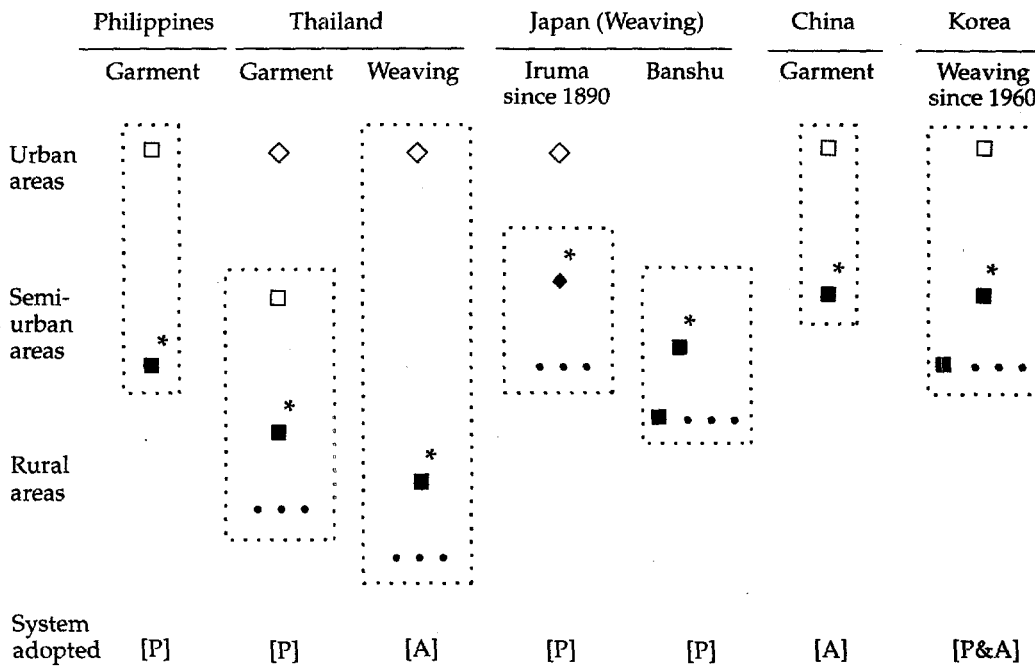 Philippines Thailand Japan (Weaving) China Korea
Garment Garment Weaving Iruma Banshu Garment Weaving
since 1890 since 1960
Urban
areas
*
*
Semi-
urban
areas
*
*
*
*
Rural
areas
*
System
adopted [P] [P] [A] [P] [P] [A] [P&A]